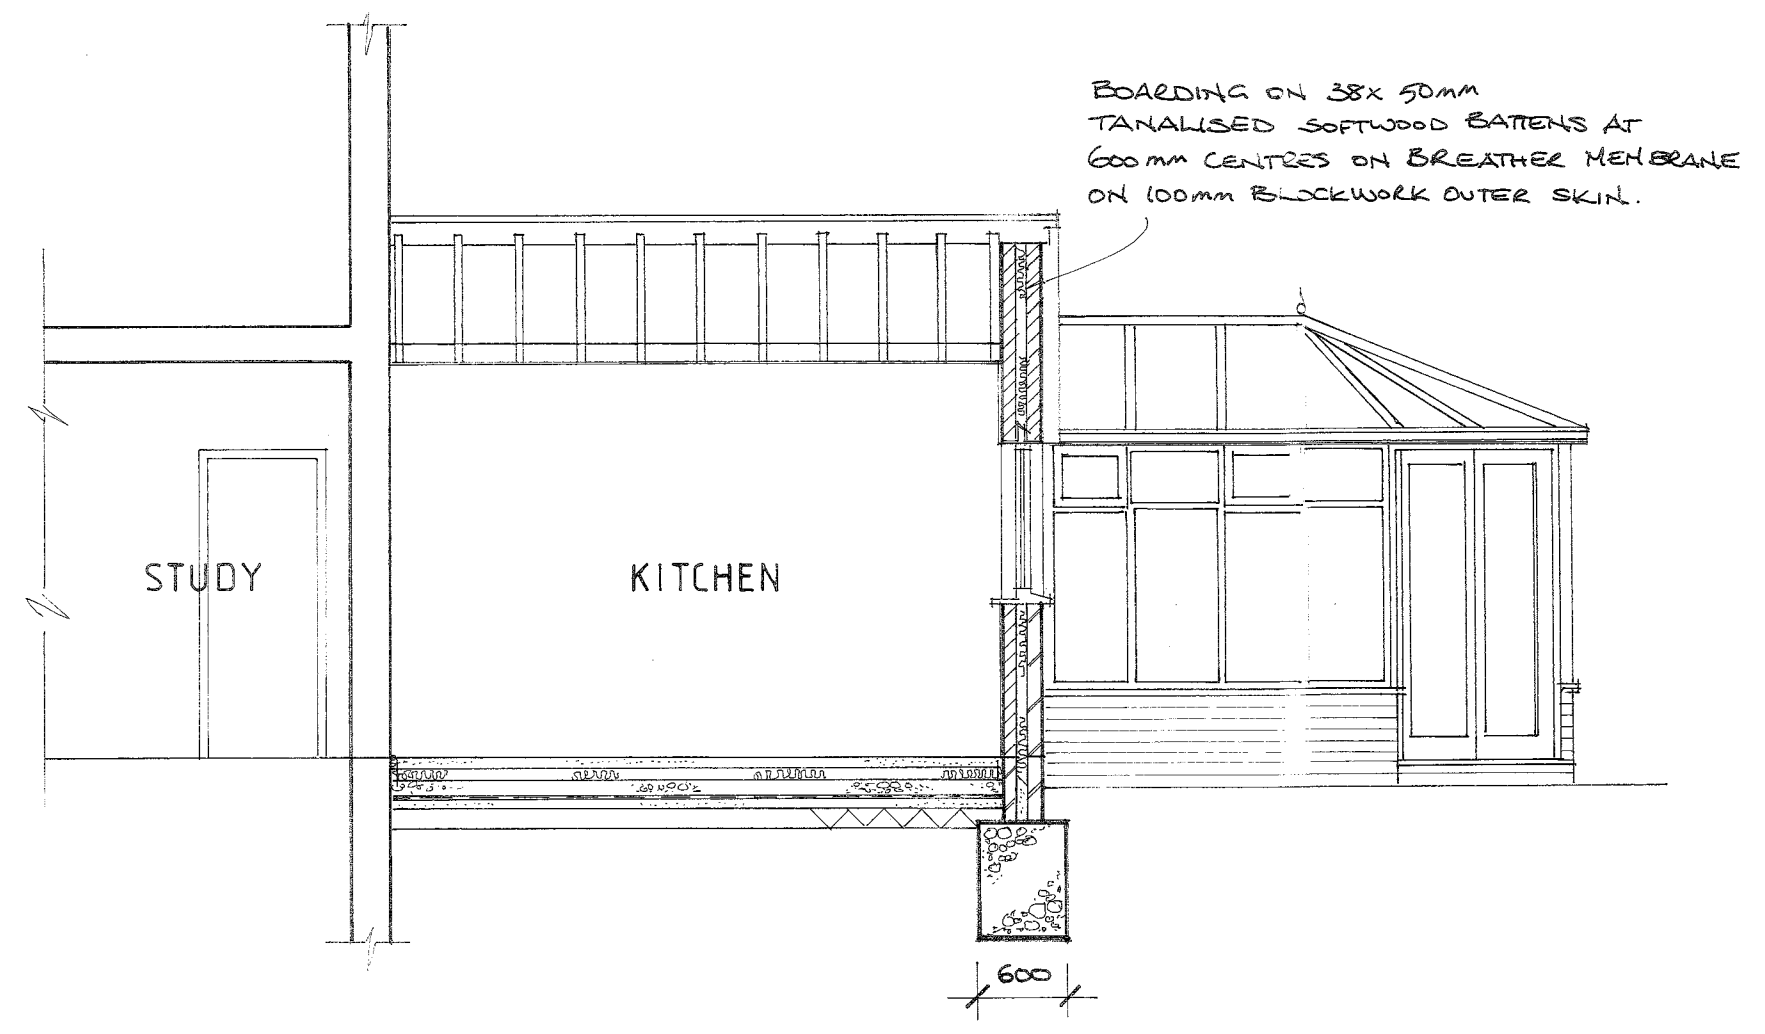 BOARDING ON 38x 50mm
TANALISED SOFTWOOD BATTENS AT
600mm CENTRES ON BREATHER MEMBRANE
ON 100mm BLOCKWORK OUTER SKIN.
STUDY
KITCHEN
600